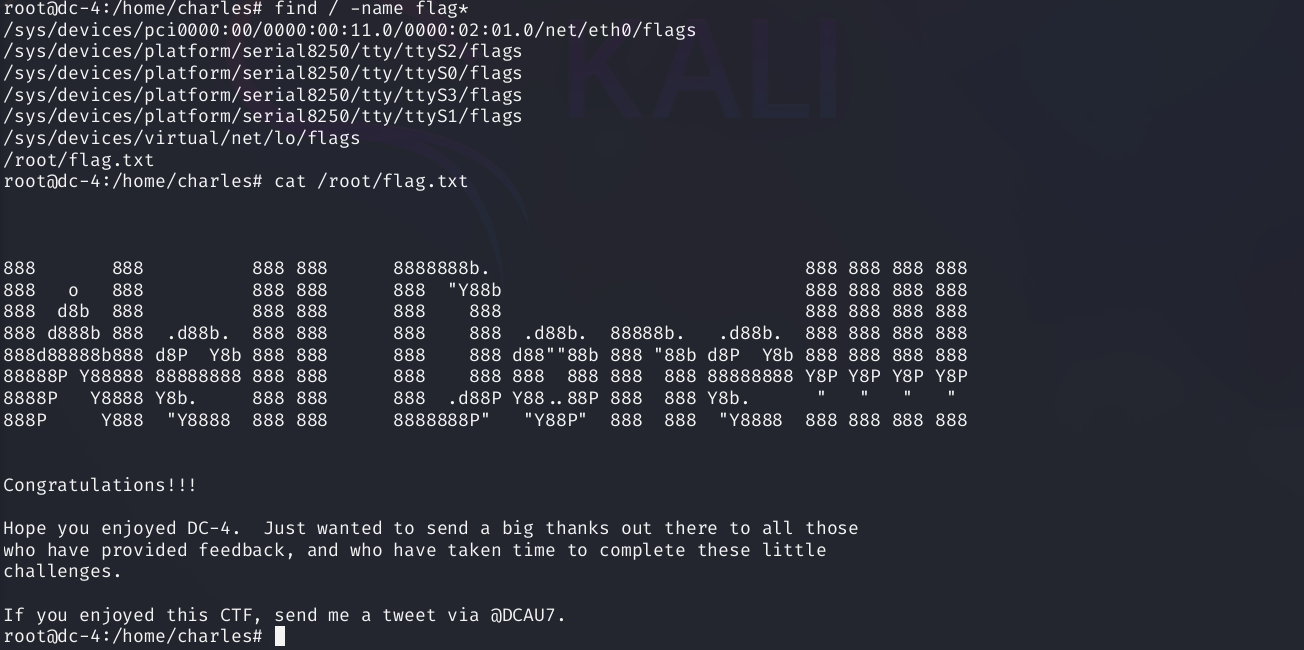 root@dc-4:/home/charles# find / -name flag*
/sys/devices/pci0000:00/0000:00:11.0/0000:02:01.0/net/eth0/flags
/sys/devices/platform/serial8250/tty/ttyS2/flags
/sys/devices/platform/serial8250/tty/ttyS0/flags
/sys/devices/platform/serial8250/tty/ttyS3/flags
/sys/devices/platform/serial8250/tty/ttyS1/flags
/sys/devices/virtual/net/lo/flags
/root/flag.txt
root@dc-4:/home/charles# cat /root/flag.txt
888       888          888 888      8888888b.                             888 888 888 888
888   o   888          888 888      888  "Y88b                            888 888 888 888
888  d8b  888          888 888      888    888                            888 888 888 888
888 d888b 888  .d88b.  888 888      888    888  .d88b.  88888b.   .d88b.  888 888 888 888
888d88888b888 d8P  Y8b 888 888      888    888 d88""88b 888 "88b d8P  Y8b 888 888 888 888
88888P Y88888 88888888 888 888      888    888 888  888 888  888 88888888 Y8P Y8P Y8P Y8P
8888P   Y8888 Y8b.     888 888      888  .d88P Y88..88P 888  888 Y8b.      "   "   "   "
888P     Y888  "Y8888  888 888      8888888P"   "Y88P"  888  888  "Y8888  888 888 888 888
Congratulations!!!
Hope you enjoyed DC-4.  Just wanted to send a big thanks out there to all those
who have provided feedback, and who have taken time to complete these little
challenges.
If you enjoyed this CTF, send me a tweet via @DCAU7.
root@dc-4:/home/charles#
KALI